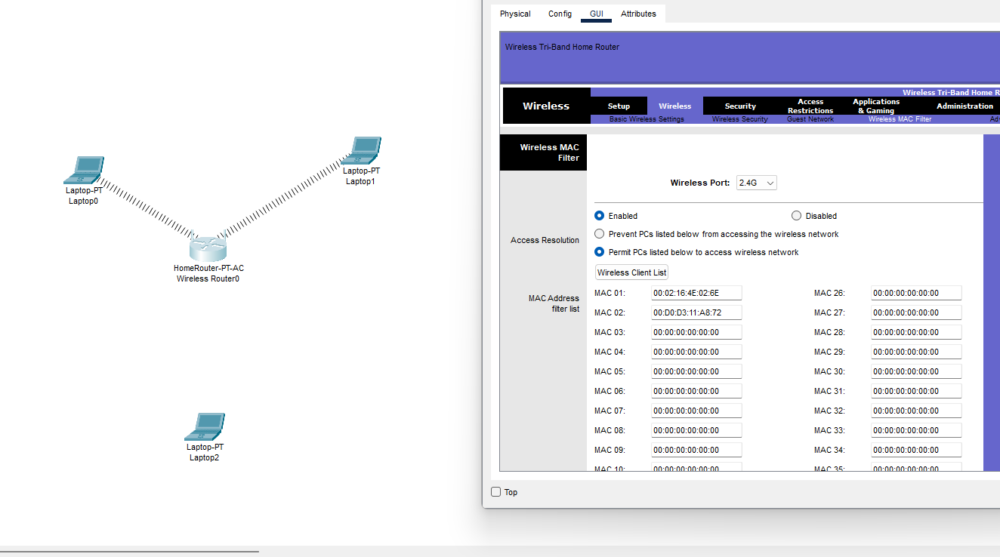 Physical Config GUI Attributes
Wireless Tri-Band Home Router
Wireless Tri-Band Home R
Wireless
Setup Wireless Security Access Restrictions Applications & Gaming Administration
Basic Wireless Settings Wireless Security Guest Network Wireless MAC Filter Ad
Wireless MAC
Filter
Wireless Port: 2.4G
Enabled Disabled
Access Resolution
Prevent PCs listed below from accessing the wireless network
Permit PCs listed below to access wireless network
Wireless Client List
MAC Address
filter list
MAC 01: 00:02:16:4E:02:6E MAC 26: 00:00:00:00:00:00
MAC 02: 00:D0:D3:11:A8:72 MAC 27: 00:00:00:00:00:00
MAC 03: 00:00:00:00:00:00 MAC 28: 00:00:00:00:00:00
MAC 04: 00:00:00:00:00:00 MAC 29: 00:00:00:00:00:00
MAC 05: 00:00:00:00:00:00 MAC 30: 00:00:00:00:00:00
MAC 06: 00:00:00:00:00:00 MAC 31: 00:00:00:00:00:00
MAC 07: 00:00:00:00:00:00 MAC 32: 00:00:00:00:00:00
MAC 08: 00:00:00:00:00:00 MAC 33: 00:00:00:00:00:00
MAC 09: 00:00:00:00:00:00 MAC 34: 00:00:00:00:00:00
MAC 10: 00:00:00:00:00:00 MAC 35: 00:00:00:00:00:00
Top
Laptop-PT
Laptop0
Laptop-PT
Laptop1
HomeRouter-PT-AC
Wireless Router0
Laptop-PT
Laptop2